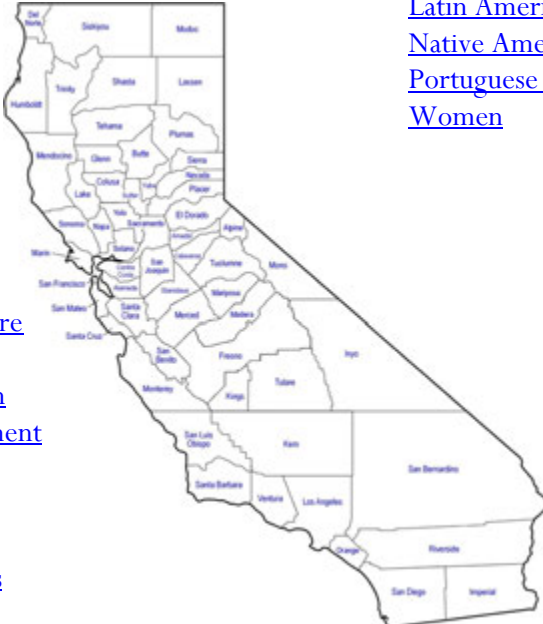 Latin Ameri
Native Ame
Portuguese
Women
Del
Norte
Siskiyou
Modoc
Humboldt
Trinity
Shasta
Lassen
Tehama
Plumas
Mendocino
Glenn
Butte
Sierra
Nevada
Placer
Colusa
Lake
Yuba
Yolo
El Dorado
Sonoma
Napa
Sacramento
Alpine
Amador
Solano
Marin
Calaveras
Contra
Costa
San
Joaquin
Tuolumne
Mono
San Francisco
Alameda
Stanislaus
Mariposa
San Mateo
Santa
Clara
Merced
Madera
re
Santa Cruz
San
Benito
Fresno
Inyo
Monterey
Kings
Tulare
n
nent
San Luis
Obispo
Kern
San Bernardino
Santa Barbara
Ventura
Los Angeles
Orange
Riverside
s
San Diego
Imperial